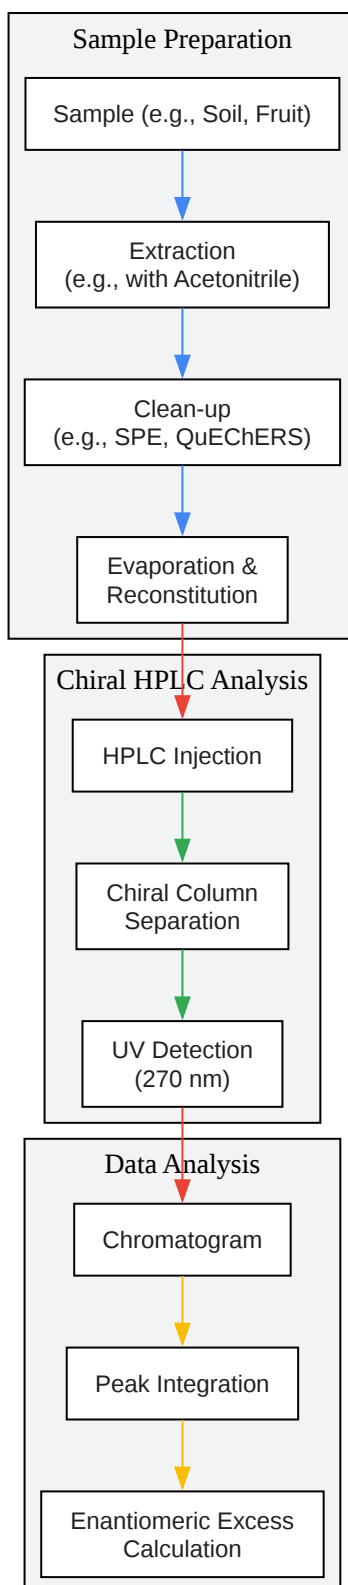 Sample Preparation
Sample (e.g., Soil, Fruit)
Extraction
(e.g., with Acetonitrile)
Clean-up
(e.g., SPE, QuEChERS)
Evaporation &
Reconstitution
Chiral HPLC Analysis
HPLC Injection
Chiral Column
Separation
UV Detection
(270 nm)
Data Analysis
Chromatogram
Peak Integration
Enantiomeric Excess
Calculation